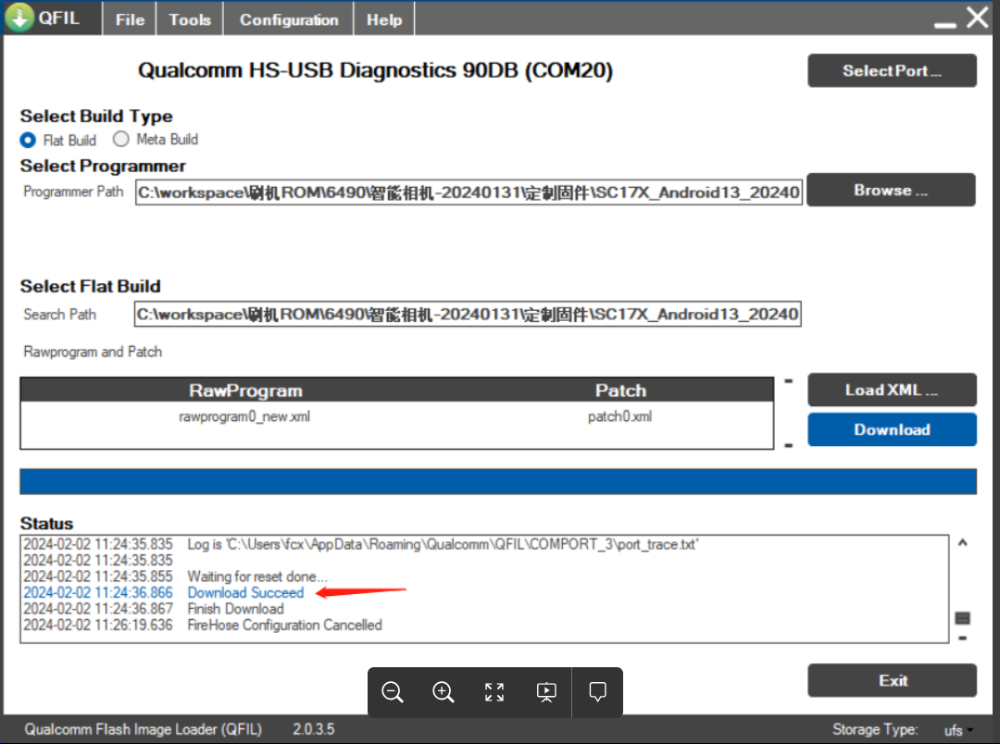 QFIL File Tools Configuration Help
Qualcomm HS-USB Diagnostics 90DB (COM20)
Select Port ...
Select Build Type
Flat Build Meta Build
Select Programmer
Programmer Path C:\workspace\刷机ROM\6490\智能相机-20240131\定制固件\SC17X_Android13_20240
Browse ...
Select Flat Build
Search Path C:\workspace\刷机ROM\6490\智能相机-20240131\定制固件\SC17X_Android13_20240
Rawprogram and Patch
RawProgram Patch
Load XML ...
rawprogram0_new.xml patch0.xml
Download
Status
2024-02-02 11:24:35.835 Log is 'C:\Users\fcx\AppData\Roaming\Qualcomm\QFIL\COMPORT_3\port_trace.txt'
2024-02-02 11:24:35.835
2024-02-02 11:24:35.855 Waiting for reset done...
2024-02-02 11:24:36.866 Download Succeed
2024-02-02 11:24:36.867 Finish Download
2024-02-02 11:26:19.636 FireHose Configuration Cancelled
Exit
Qualcomm Flash Image Loader (QFIL) 2.0.3.5 Storage Type: ufs